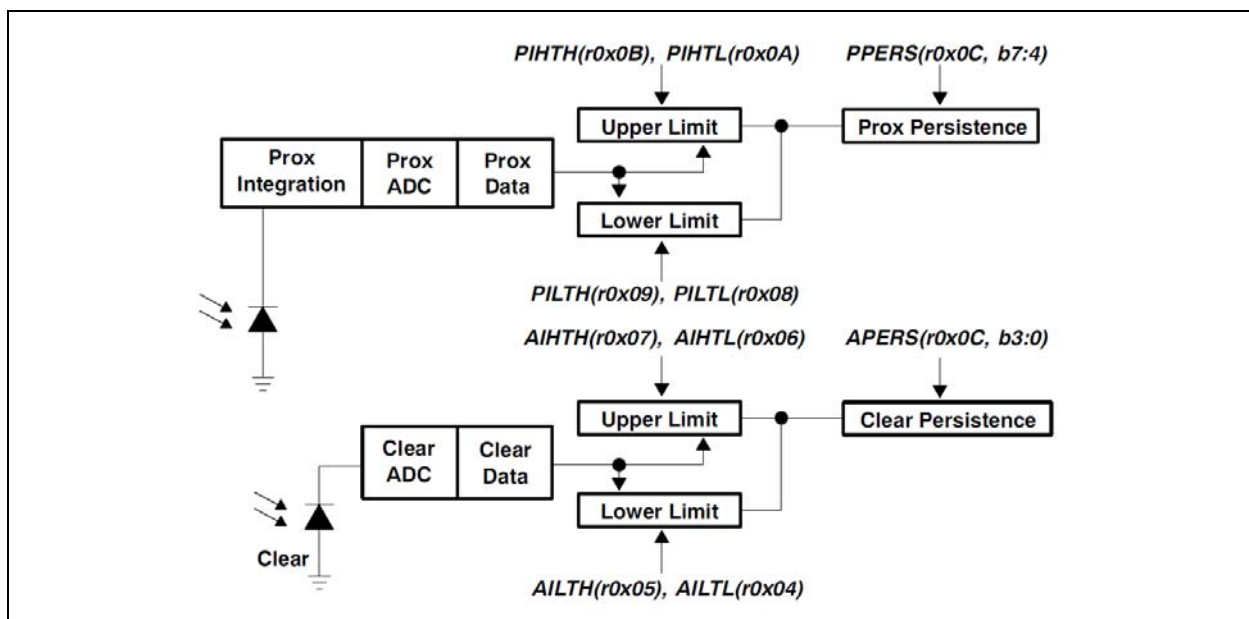 PIHTH(r0x0B), PIHTL(r0x0A)
PPERS(r0x0C, b7:4)
Upper Limit
Prox Persistence
Prox
Integration
Prox
ADC
Prox
Data
Lower Limit
PILTH(r0x09), PILTL(r0x08)
AIHTH(r0x07), AIHTL(r0x06)
APERS(r0x0C, b3:0)
Upper Limit
Clear Persistence
Clear
ADC
Clear
Data
Lower Limit
Clear
AILTH(r0x05), AILTL(r0x04)